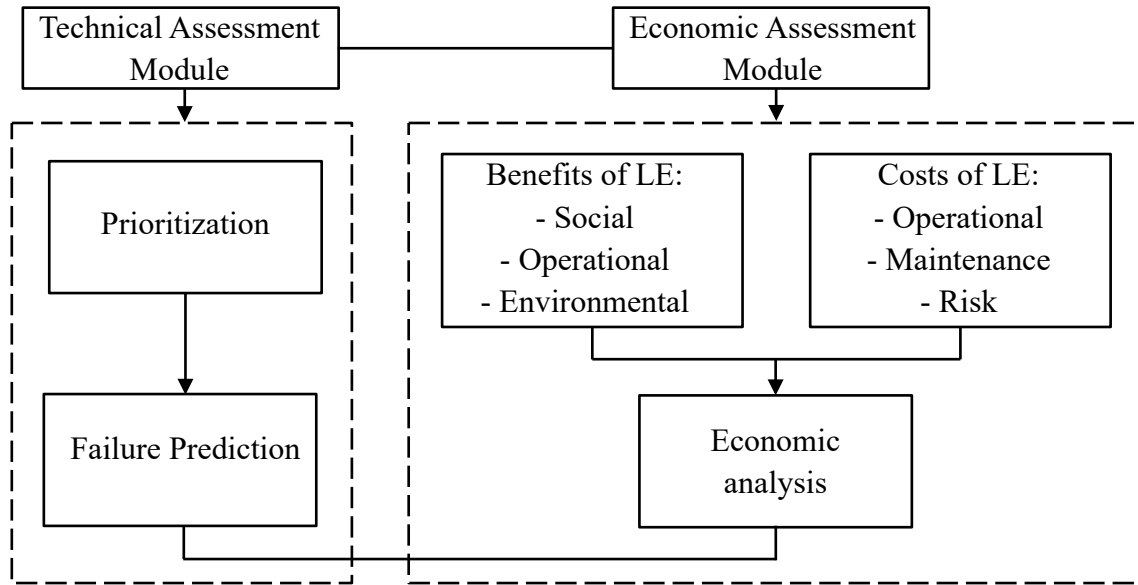 Technical Assessment
Module
Economic Assessment
Module
Prioritization
Failure Prediction
Benefits of LE:
- Social
- Operational
- Environmental
Costs of LE:
- Operational
- Maintenance
- Risk
Economic
analysis